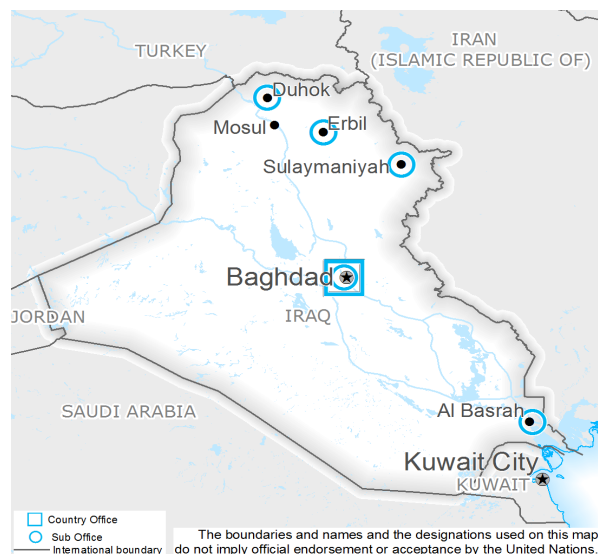 TURKEY
IRAN
(ISLAMIC REPUBLIC OF)
Duhok
Mosul
Erbil
Sulaymaniyah
Baghdad
JORDAN
IRAQ
SAUDI ARABIA
Al Basrah
Kuwait City
KUWAIT
Country Office
Sub Office
International boundary
The boundaries and names and the designations used on this map
do not imply official endorsement or acceptance by the United Nations.